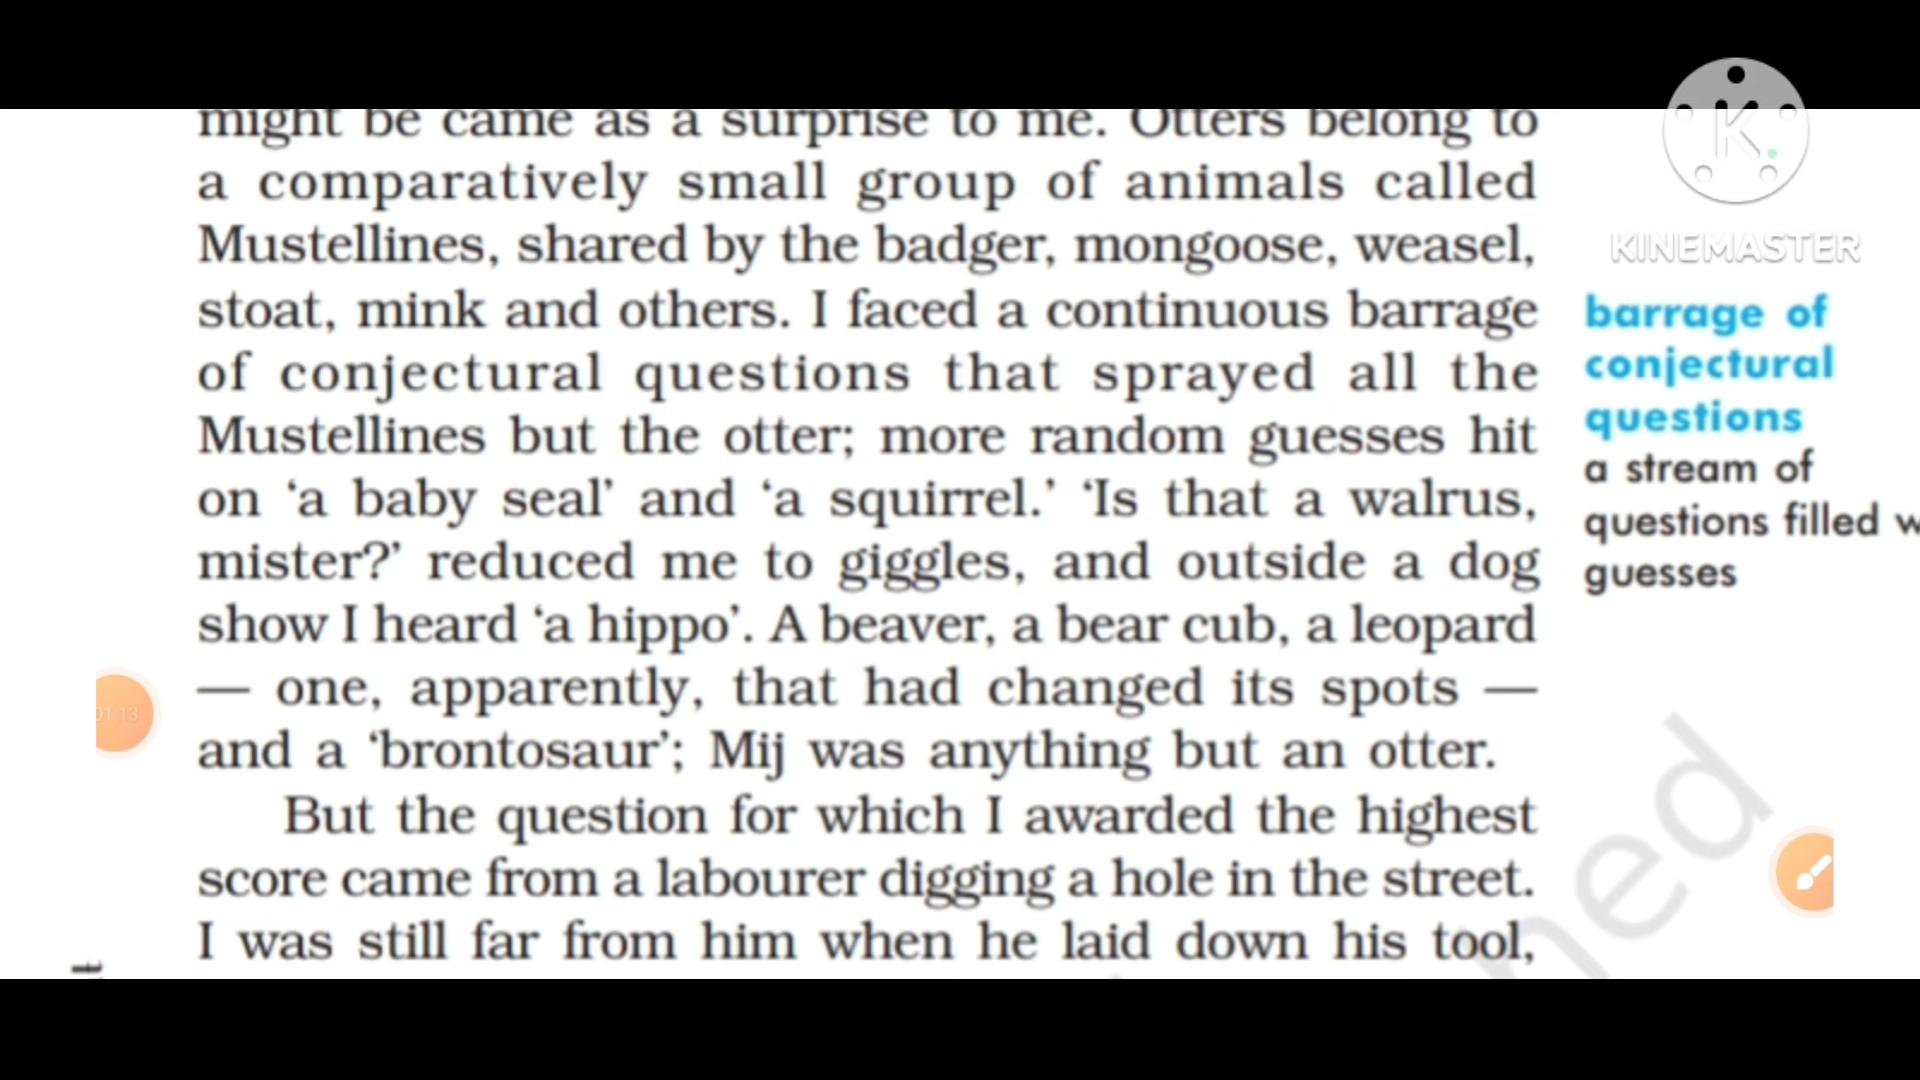 might be came as a surprise to me. Otters belong to
a comparatively small group of animals called
Mustellines, shared by the badger, mongoose, weasel,
stoat, mink and others. I faced a continuous barrage
of conjectural questions that sprayed all the
Mustellines but the otter; more random guesses hit
on ‘a baby seal’ and ‘a squirrel.’ ‘Is that a walrus,
mister?’ reduced me to giggles, and outside a dog
show I heard ‘a hippo’. A beaver, a bear cub, a leopard
— one, apparently, that had changed its spots —
and a ‘brontosaur’; Mij was anything but an otter.
But the question for which I awarded the highest
score came from a labourer digging a hole in the street.
I was still far from him when he laid down his tool,
K
KINEMASTER
barrage of
conjectural
questions
a stream of
questions filled w
guesses
01:13
hed